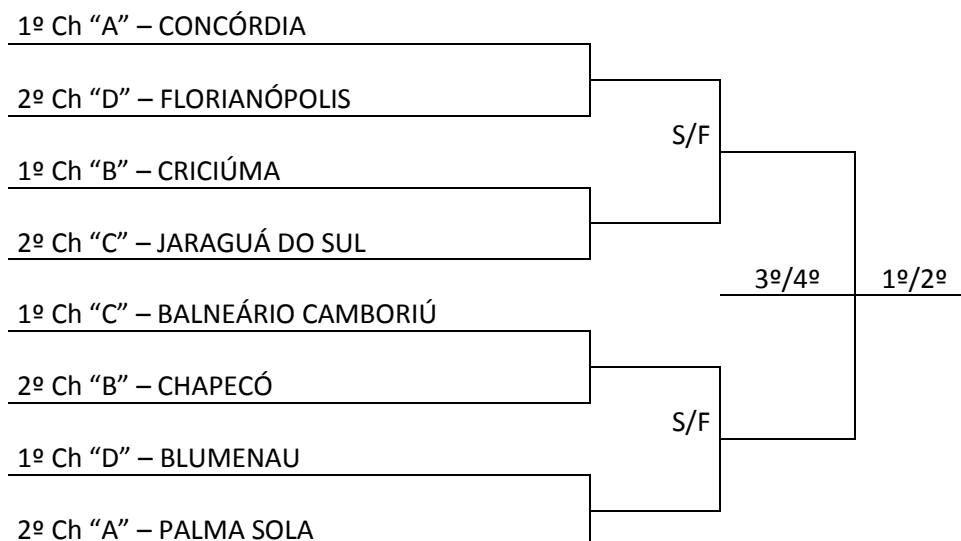 1º Ch “A” – CONCÓRDIA
2º Ch “D” – FLORIANÓPOLIS
S/F
1º Ch “B” – CRICIÚMA
2º Ch “C” – JARAGUÁ DO SUL
3º/4º 1º/2º
1º Ch “C” – BALNEÁRIO CAMBORIÚ
2º Ch “B” – CHAPECÓ
S/F
1º Ch “D” – BLUMENAU
2º Ch “A” – PALMA SOLA